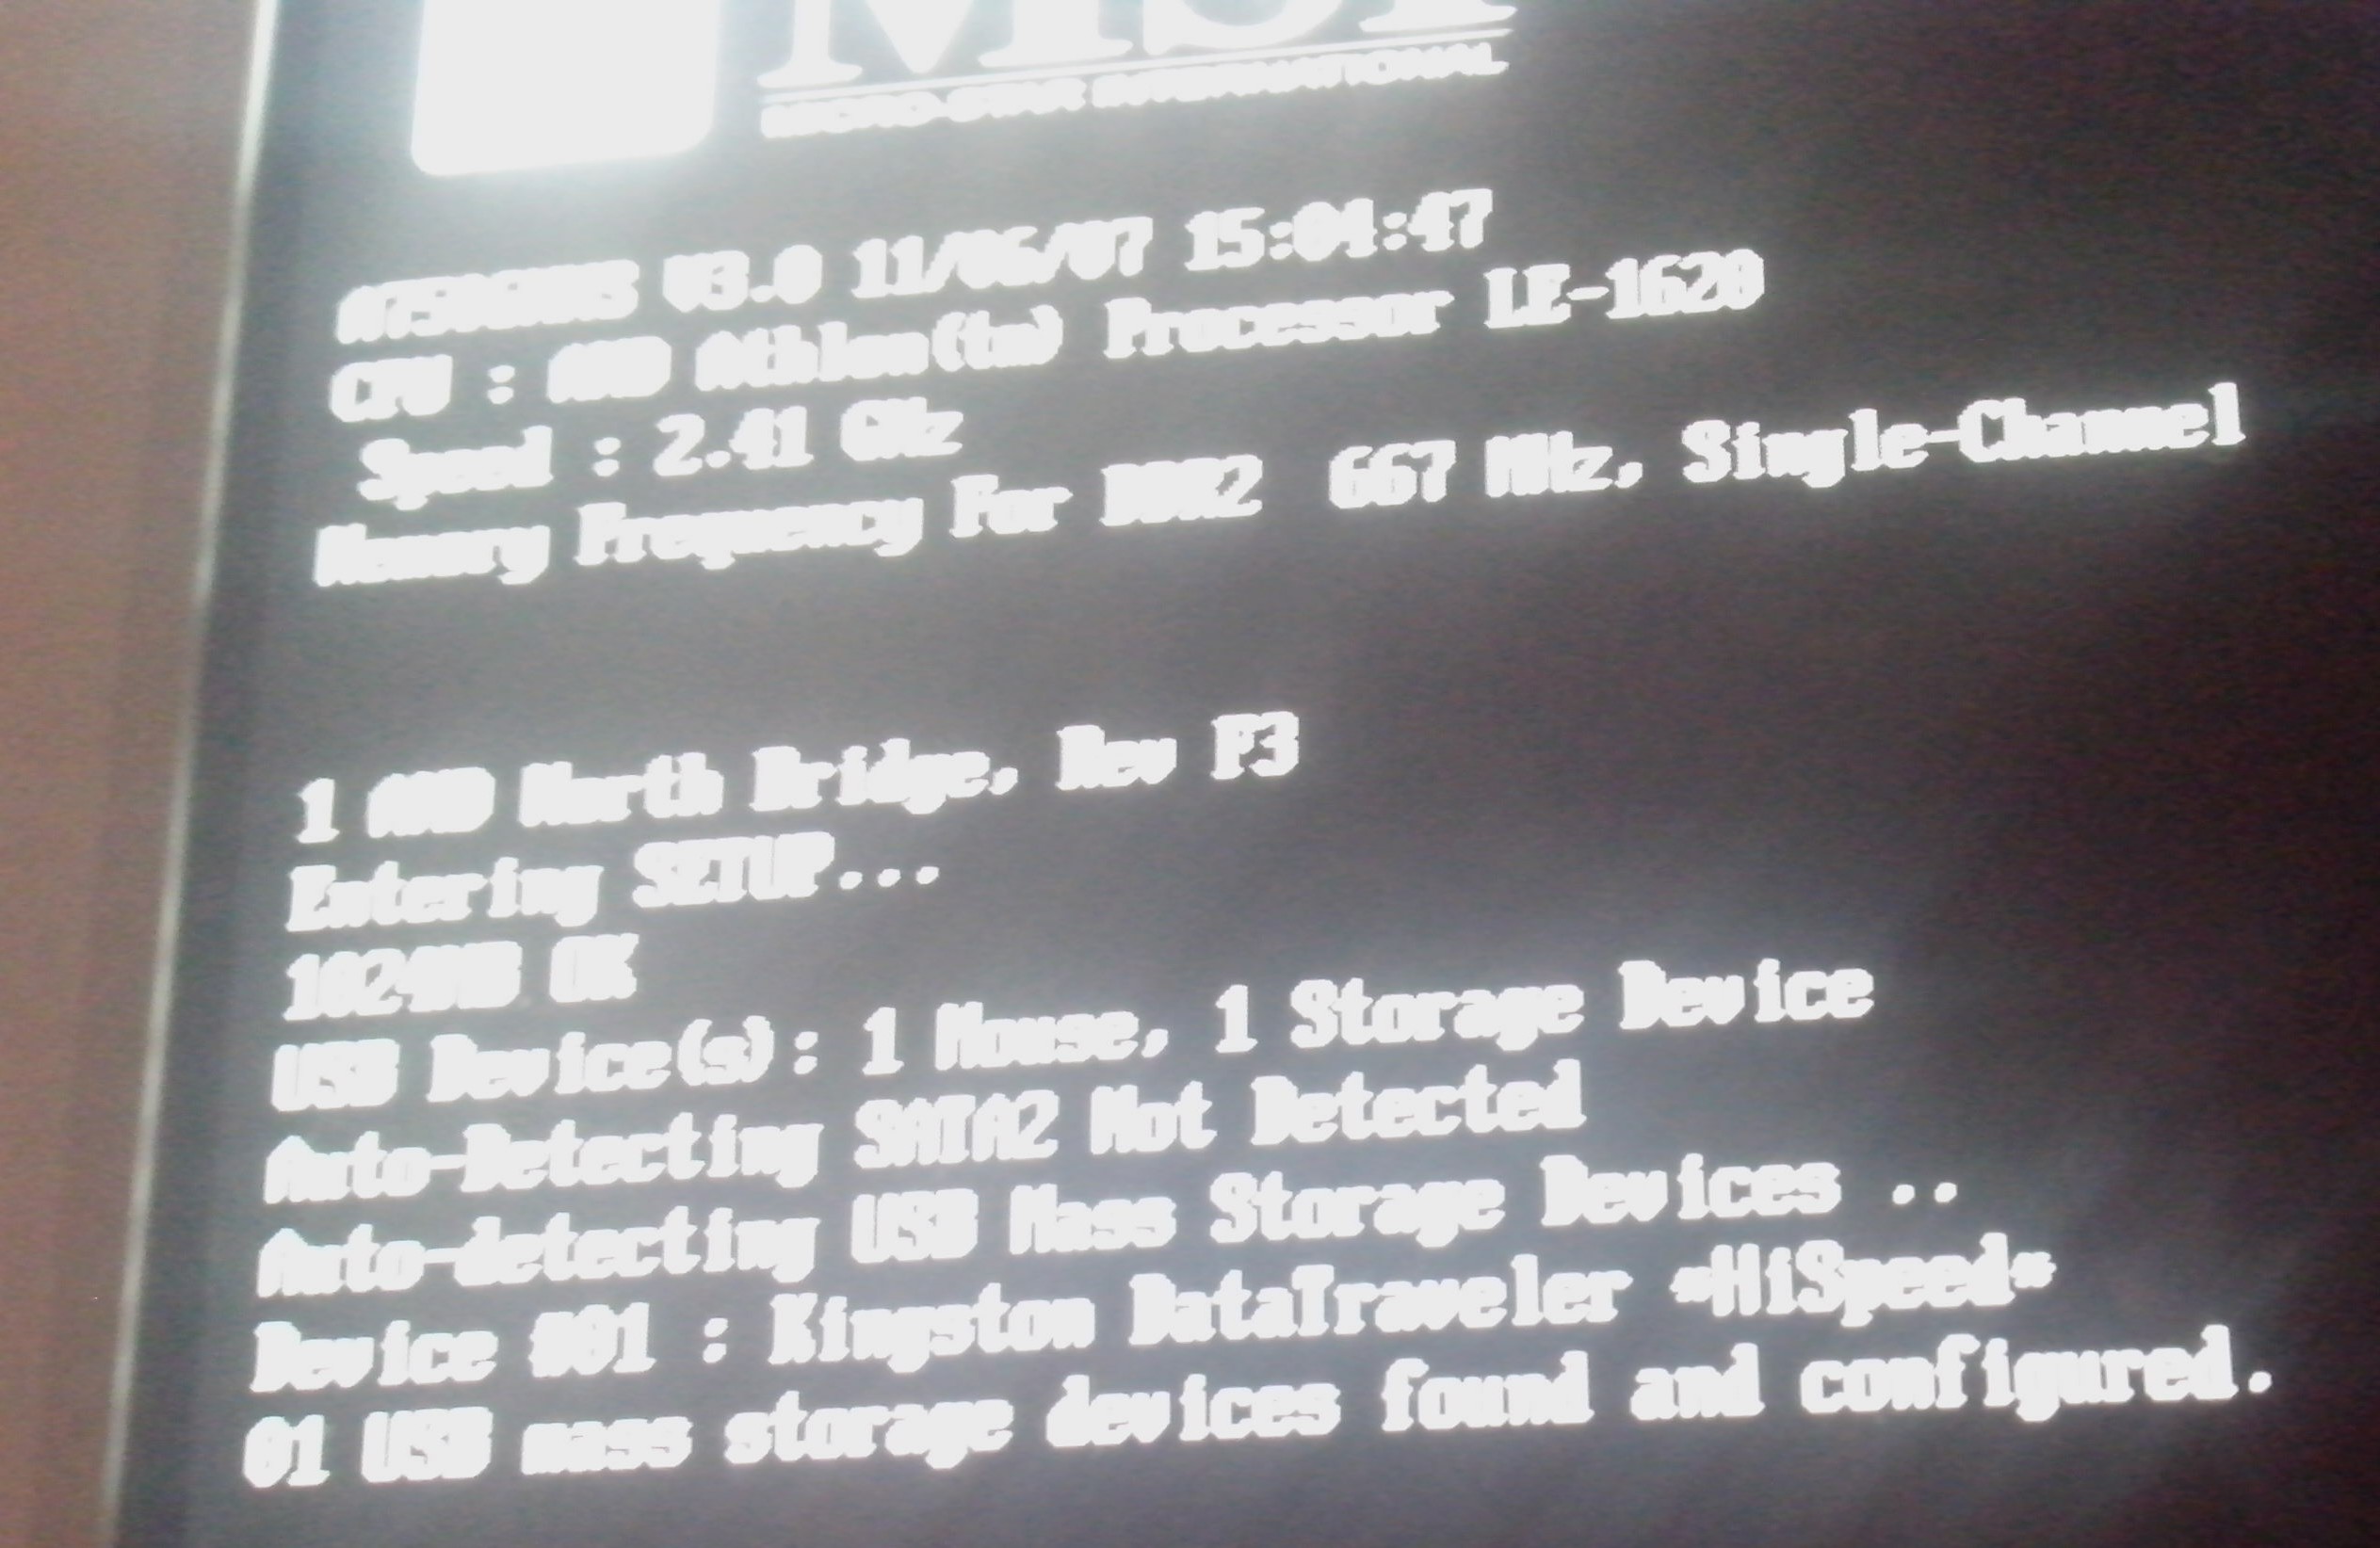 MSI
MICRO-STAR INTERNATIONAL
V3.0 11/06/07 15:04:47
CPU : AMD Athlon(tm) Processor LE-1620
Speed : 2.41 GHz
Memory Frequency For DDR2 667 MHz, Single-Channel
1 AMD North Bridge, Rev F3
Entering SETUP...
1024MB OK
USB Device(s): 1 Mouse, 1 Storage Device
Auto-Detecting SATA2 Not Detected
Auto-detecting USB Mass Storage Devices ..
Device #01 : Kingston DataTraveler *HiSpeed*
01 USB mass storage devices found and configured.